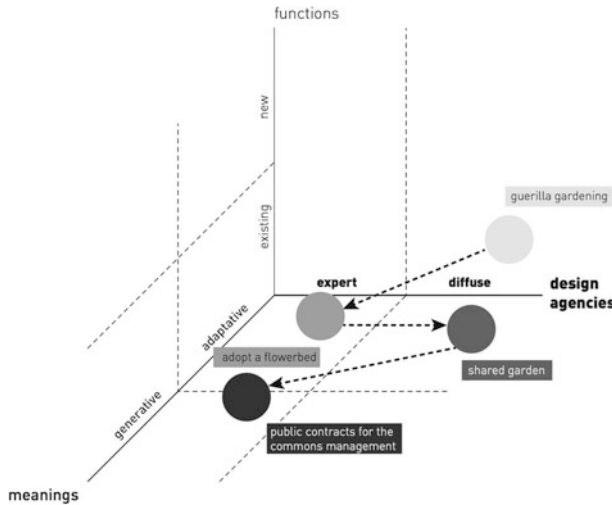 functions
new
existing
guerilla gardening
expert
diffuse
design
agencies
adaptative
adopt a flowerbed
shared garden
generative
public contracts for the
commons management
meanings